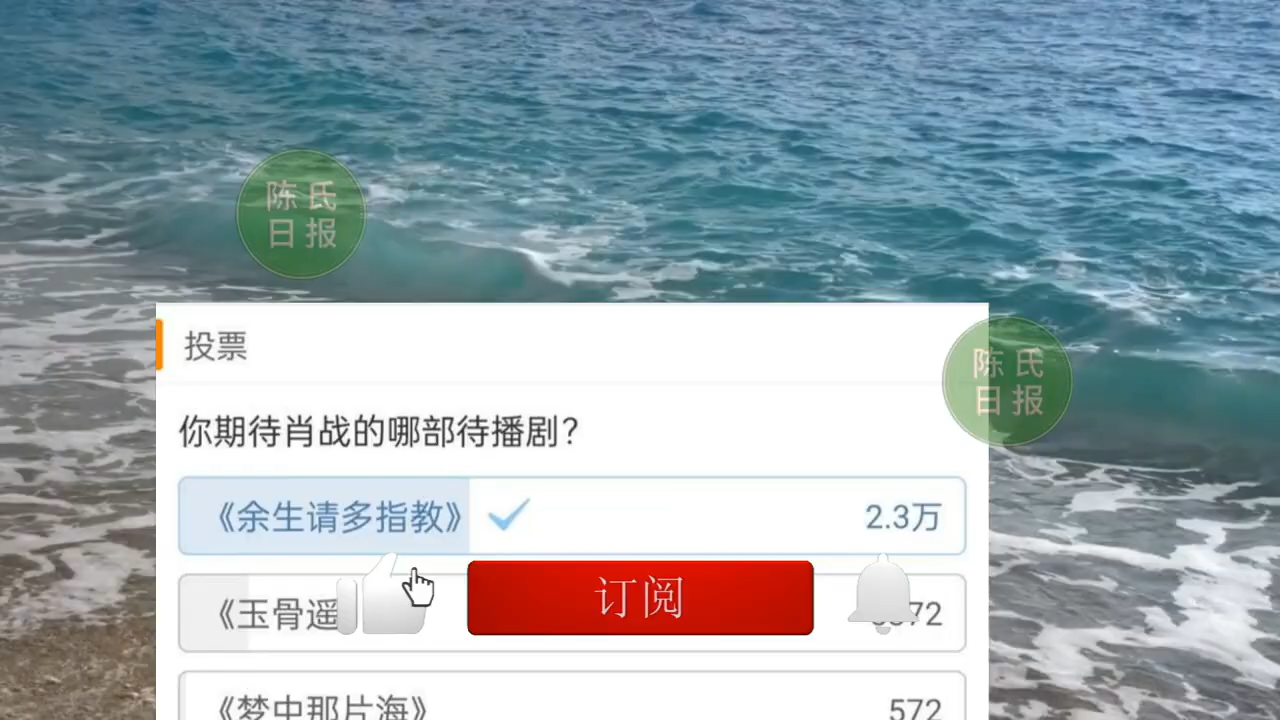 陈氏
日报
投票
陈氏
日报
你期待肖战的哪部待播剧?
《余生请多指教》 2.3万
《玉骨遥
订阅
《梦中那片海》 572